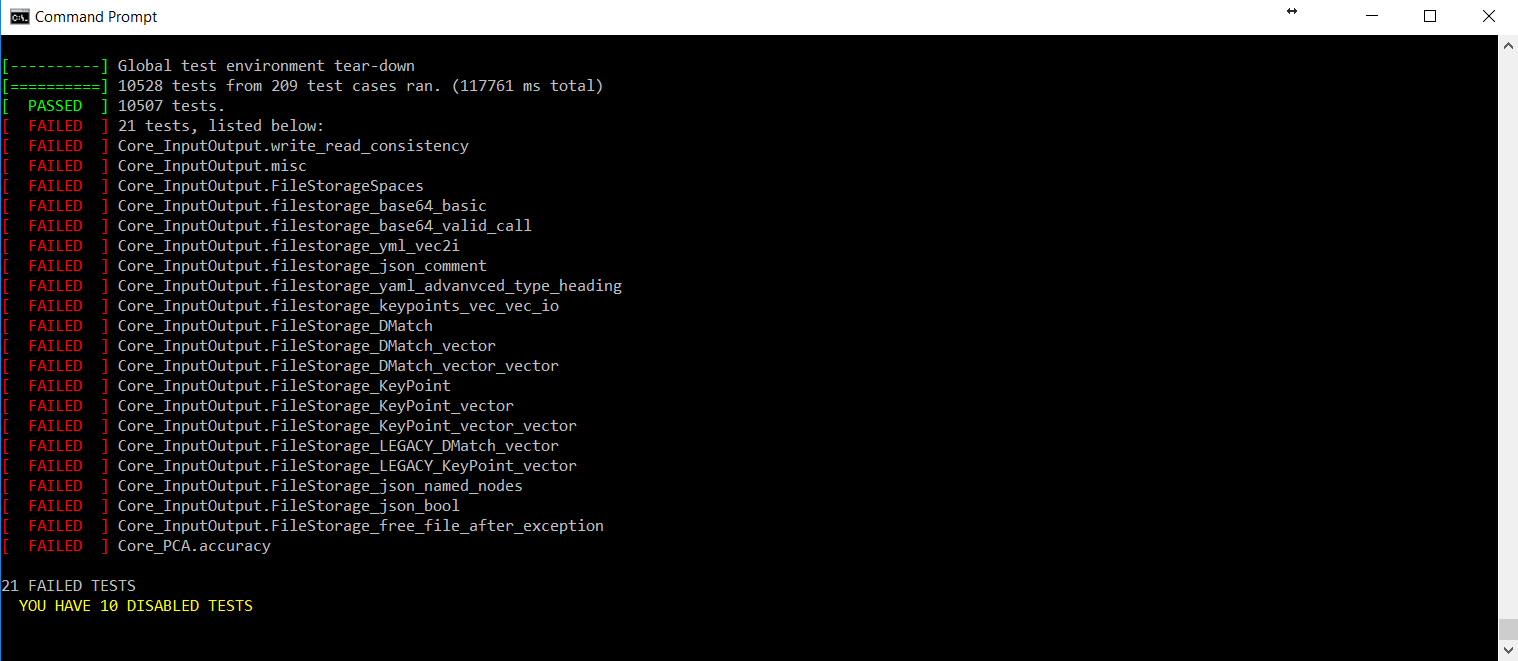 Command Prompt
[----------] Global test environment tear-down
[==========] 10528 tests from 209 test cases ran. (117761 ms total)
[  PASSED  ] 10507 tests.
[  FAILED  ] 21 tests, listed below:
[  FAILED  ] Core_InputOutput.write_read_consistency
[  FAILED  ] Core_InputOutput.misc
[  FAILED  ] Core_InputOutput.FileStorageSpaces
[  FAILED  ] Core_InputOutput.filestorage_base64_basic
[  FAILED  ] Core_InputOutput.filestorage_base64_valid_call
[  FAILED  ] Core_InputOutput.filestorage_yml_vec2i
[  FAILED  ] Core_InputOutput.filestorage_json_comment
[  FAILED  ] Core_InputOutput.filestorage_yaml_advanvced_type_heading
[  FAILED  ] Core_InputOutput.filestorage_keypoints_vec_vec_io
[  FAILED  ] Core_InputOutput.FileStorage_DMatch
[  FAILED  ] Core_InputOutput.FileStorage_DMatch_vector
[  FAILED  ] Core_InputOutput.FileStorage_DMatch_vector_vector
[  FAILED  ] Core_InputOutput.FileStorage_KeyPoint
[  FAILED  ] Core_InputOutput.FileStorage_KeyPoint_vector
[  FAILED  ] Core_InputOutput.FileStorage_KeyPoint_vector_vector
[  FAILED  ] Core_InputOutput.FileStorage_LEGACY_DMatch_vector
[  FAILED  ] Core_InputOutput.FileStorage_LEGACY_KeyPoint_vector
[  FAILED  ] Core_InputOutput.FileStorage_json_named_nodes
[  FAILED  ] Core_InputOutput.FileStorage_json_bool
[  FAILED  ] Core_InputOutput.FileStorage_free_file_after_exception
[  FAILED  ] Core_PCA.accuracy
21 FAILED TESTS
YOU HAVE 10 DISABLED TESTS